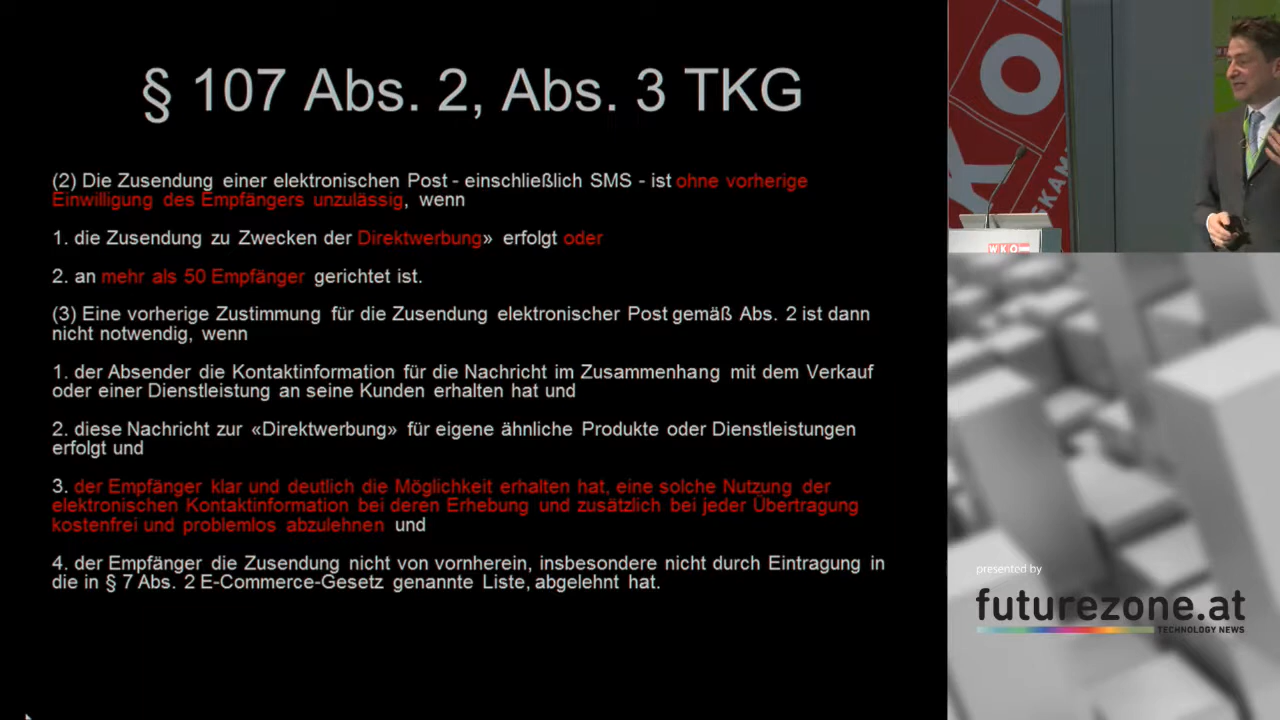 § 107 Abs. 2, Abs. 3 TKG
(2) Die Zusendung einer elektronischen Post - einschließlich SMS - ist ohne vorherige
Einwilligung des Empfängers unzulässig, wenn
1. die Zusendung zu Zwecken der Direktwerbung» erfolgt oder
2. an mehr als 50 Empfänger gerichtet ist.
(3) Eine vorherige Zustimmung für die Zusendung elektronischer Post gemäß Abs. 2 ist dann
nicht notwendig, wenn
1. der Absender die Kontaktinformation für die Nachricht im Zusammenhang mit dem Verkauf
oder einer Dienstleistung an seine Kunden erhalten hat und
2. diese Nachricht zur «Direktwerbung» für eigene ähnliche Produkte oder Dienstleistungen
erfolgt und
3. der Empfänger klar und deutlich die Möglichkeit erhalten hat, eine solche Nutzung der
elektronischen Kontaktinformation bei deren Erhebung und zusätzlich bei jeder Übertragung
kostenfrei und problemlos abzulehnen und
4. der Empfänger die Zusendung nicht von vornherein, insbesondere nicht durch Eintragung in
die in § 7 Abs. 2 E-Commerce-Gesetz genannte Liste, abgelehnt hat.
KO
SKAM
WKO
presented by
futurezone.at
TECHNOLOGY NEWS